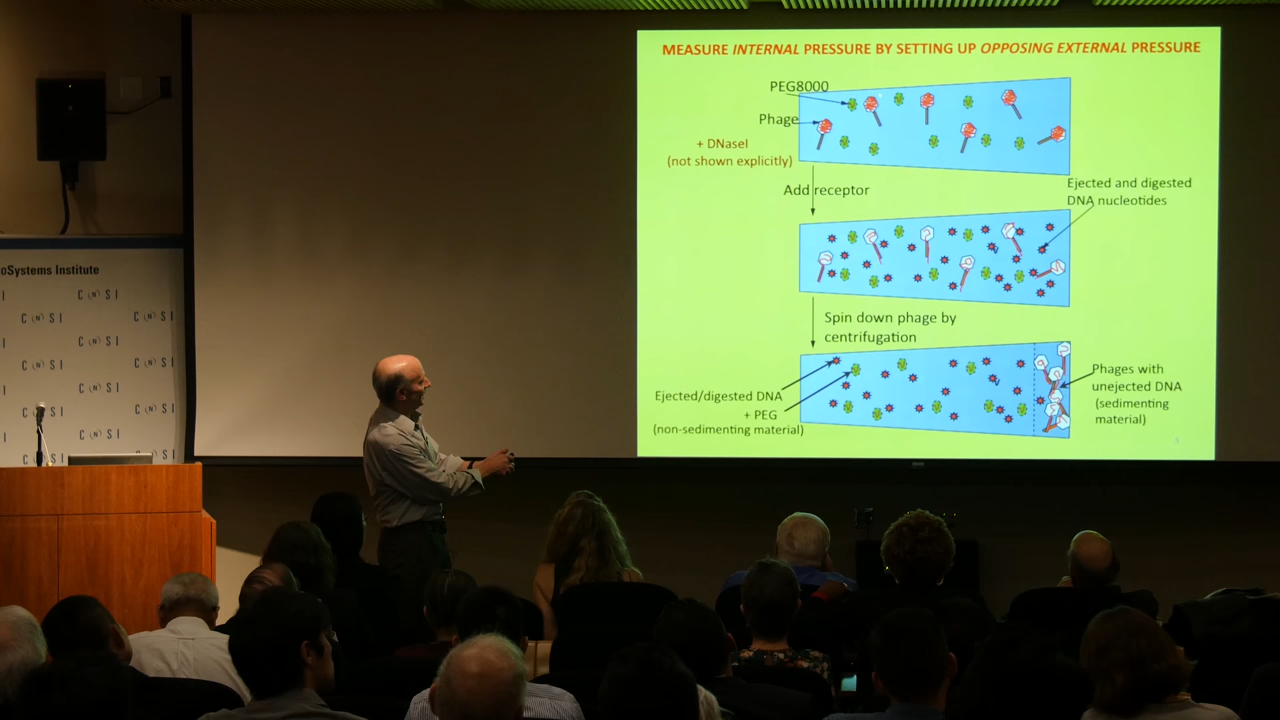 MEASURE INTERNAL PRESSURE BY SETTING UP OPPOSING EXTERNAL PRESSURE
PEG8000
Phage
+ DNaseI
(not shown explicitly)
Add receptor
Ejected and digested
DNA nucleotides
Spin down phage by
centrifugation
Ejected/digested DNA
+ PEG
(non-sedimenting material)
Phages with
unejected DNA
(sedimenting
material)
oSystems Institute
I C N S I
C N S I C N S I
I C N S I
C N S I C N S I
I C N S I
C N S I C N S I
I C N S I
C S I C N S I